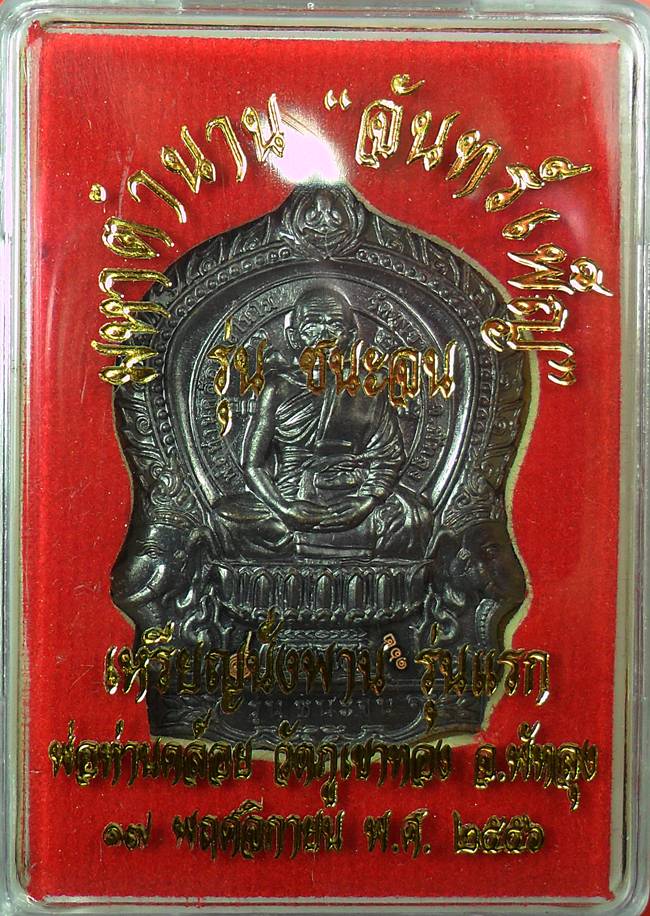 มหาตำนาน "จันทร์เพ็ญ"
รุ่น ชนะจน
เหรียญนั่งพาน รุ่นแรก
พ่อท่านคล้อย วัดภูเขาทอง จ.พัทลุง
๑๗ พฤศจิกายน พ.ศ. ๒๕๕๖